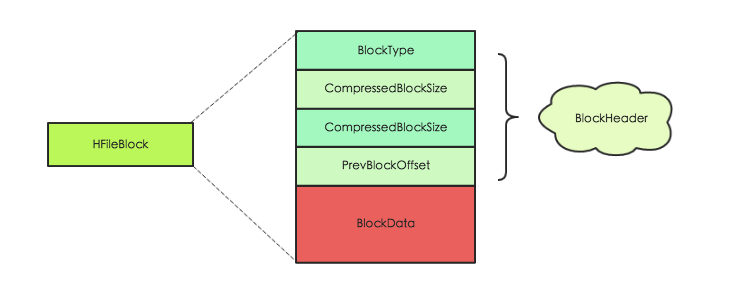 BlockType
CompressedBlockSize
BlockHeader
CompressedBlockSize
HFileBlock
PrevBlockOffset
BlockData